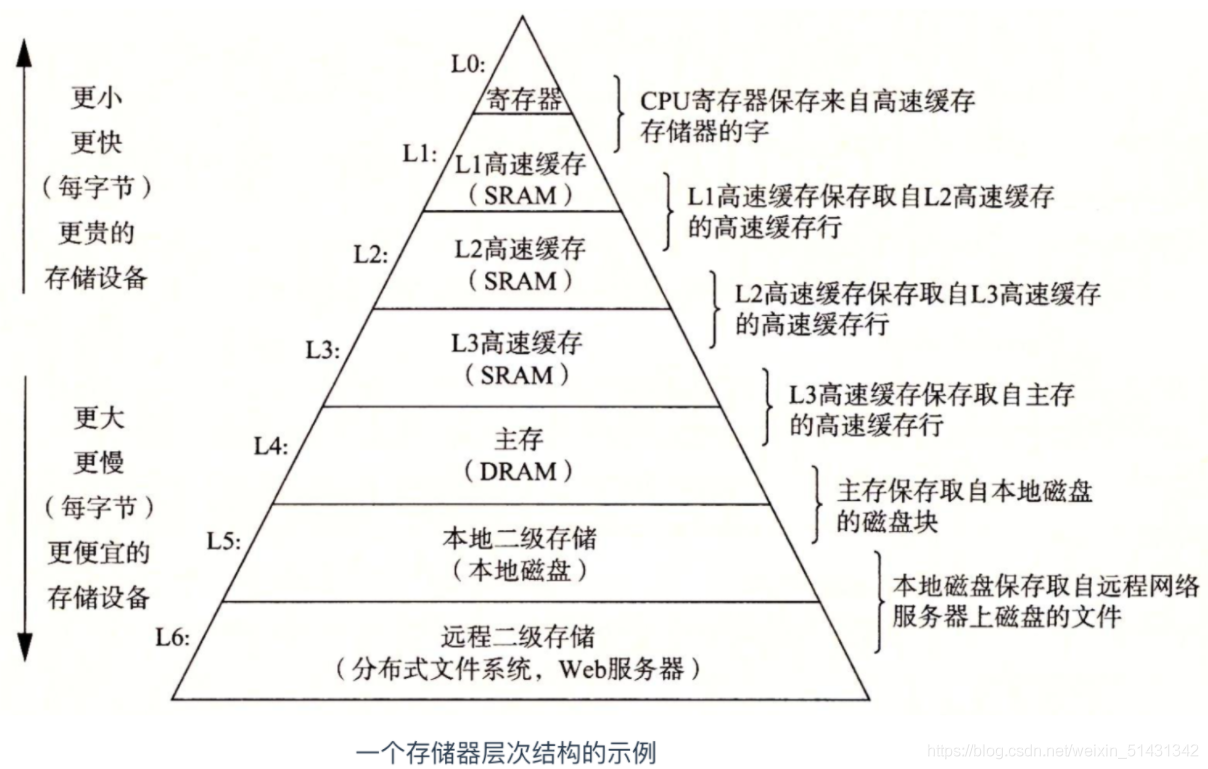 更小
更快
（每字节）
更贵的
存储设备
更大
更慢
（每字节）
更便宜的
存储设备
L0:
寄存器
CPU寄存器保存来自高速缓存
存储器的字
L1:
L1高速缓存
（SRAM）
L1高速缓存保存取自L2高速缓存
的高速缓存行
L2:
L2高速缓存
（SRAM）
L2高速缓存保存取自L3高速缓存
的高速缓存行
L3:
L3高速缓存
（SRAM）
L3高速缓存保存取自主存
的高速缓存行
L4:
主存
（DRAM）
主存保存取自本地磁盘
的磁盘块
L5:
本地二级存储
（本地磁盘）
本地磁盘保存取自远程网络
服务器上磁盘的文件
L6:
远程二级存储
（分布式文件系统，Web服务器）
一个存储器层次结构的示例
https://blog.csdn.net/weixin_51431342